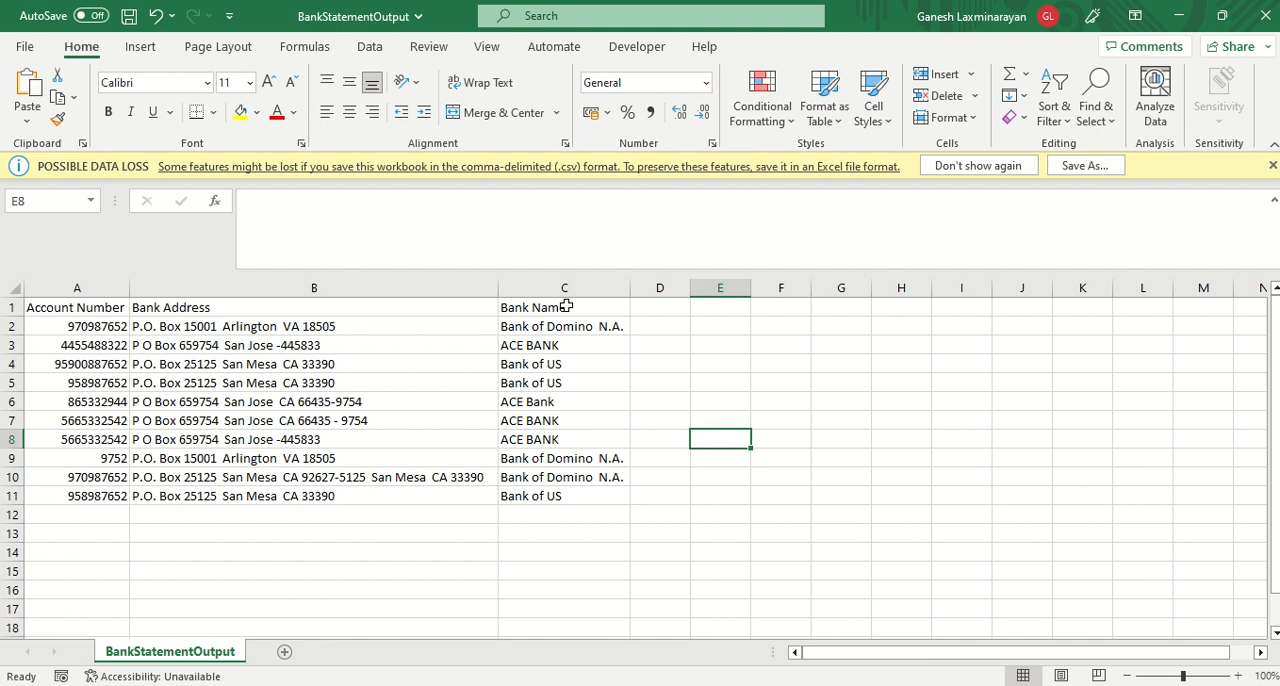 AutoSave Off BankStatementOutput Search Ganesh Laxminarayan GL
File Home Insert Page Layout Formulas Data Review View Automate Developer Help Comments Share
Paste Calibri 11 A A Wrap Text General Conditional Formatting Format as Table Cell Styles Insert Sort & Filter Find & Select Analyze Data Sensitivity
B I U A Merge & Center % Delete
Format
Clipboard Font Alignment Number Styles Cells Editing Analysis Sensitivity
POSSIBLE DATA LOSS Some features might be lost if you save this workbook in the comma-delimited (.csv) format. To preserve these features, save it in an Excel file format. Don't show again Save As...
E8 fx
A B C D E F G H I J K L M N
1 Account Number Bank Address Bank Name
2 970987652 P.O. Box 15001 Arlington VA 18505 Bank of Domino N.A.
3 4455488322 P O Box 659754 San Jose -445833 ACE BANK
4 95900887652 P.O. Box 25125 San Mesa CA 33390 Bank of US
5 958987652 P.O. Box 25125 San Mesa CA 33390 Bank of US
6 865332944 P O Box 659754 San Jose CA 66435-9754 ACE Bank
7 5665332542 P O Box 659754 San Jose CA 66435 - 9754 ACE BANK
8 5665332542 P O Box 659754 San Jose -445833 ACE BANK
9 9752 P.O. Box 15001 Arlington VA 18505 Bank of Domino N.A.
10 970987652 P.O. Box 25125 San Mesa CA 92627-5125 San Mesa CA 33390 Bank of Domino N.A.
11 958987652 P.O. Box 25125 San Mesa CA 33390 Bank of US
12
13
14
15
16
17
18
BankStatementOutput
Ready Accessibility: Unavailable 100%